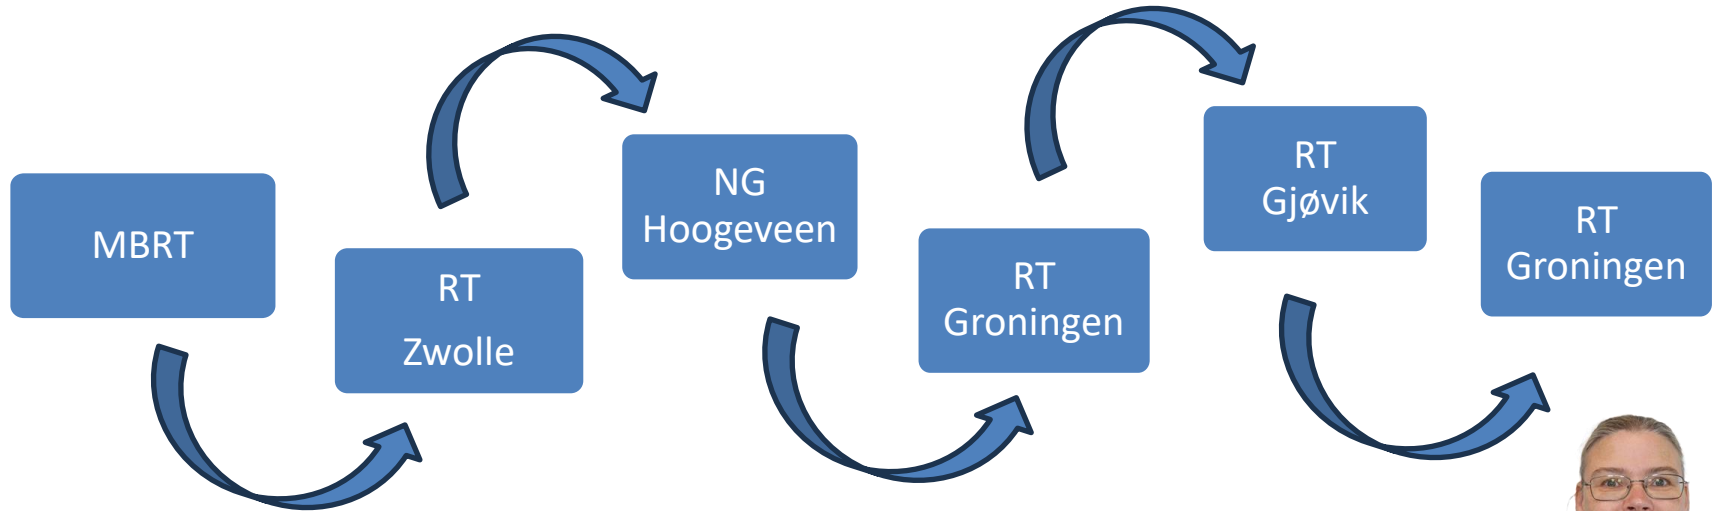 MBRT
RT
Zwolle
NG
Hoogeveen
RT
Groningen
RT
Gjøvik
RT
Groningen